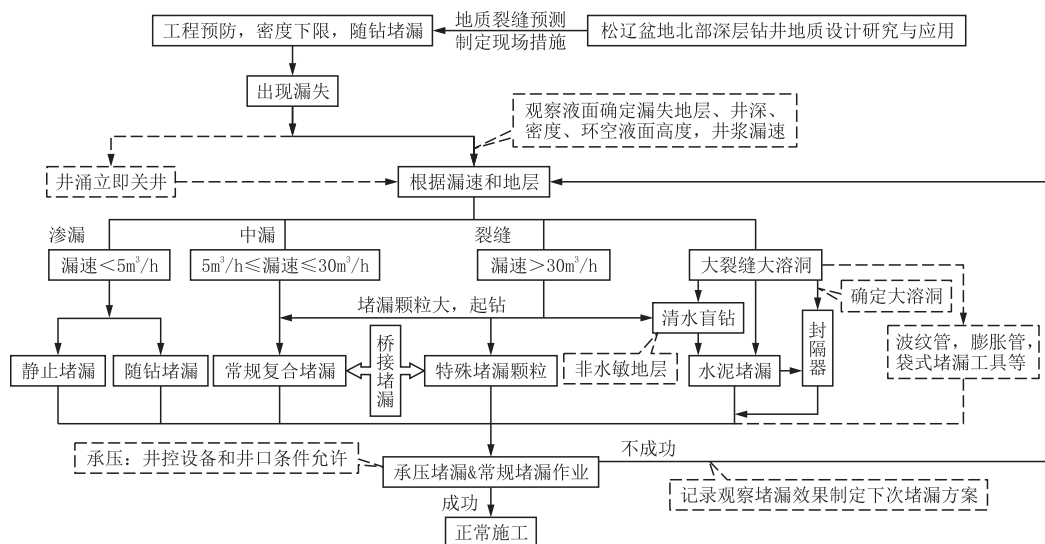 工程预防，密度下限，随钻堵漏
地质裂缝预测
制定现场措施
松辽盆地北部深层钻井地质设计研究与应用
出现漏失
观察液面确定漏失地层、井深、
密度、环空液面高度，井浆漏速
井涌立即关井
根据漏速和地层
渗漏
中漏
裂缝
漏速＜5m³/h
5m³/h≤漏速≤30m³/h
漏速＞30m³/h
大裂缝大溶洞
堵漏颗粒大，起钻
清水盲钻
确定大溶洞
封隔器
波纹管，膨胀管，
袋式堵漏工具等
静止堵漏
随钻堵漏
常规复合堵漏
桥接堵漏
特殊堵漏颗粒
非水敏地层
水泥堵漏
承压：井控设备和井口条件允许
承压堵漏&常规堵漏作业
不成功
记录观察堵漏效果制定下次堵漏方案
成功
正常施工